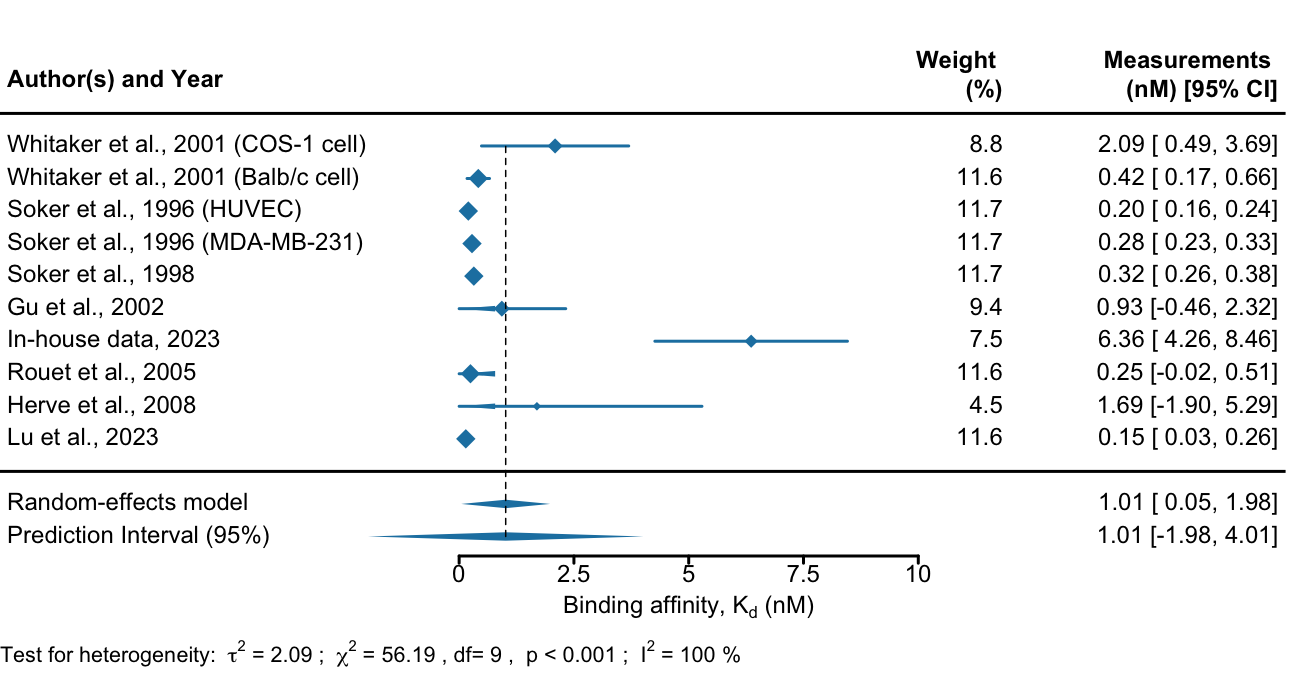 Author(s) and Year Weight (%) Measurements (nM) [95% CI]
Whitaker et al., 2001 (COS-1 cell) 8.8 2.09 [ 0.49, 3.69]
Whitaker et al., 2001 (Balb/c cell) 11.6 0.42 [ 0.17, 0.66]
Soker et al., 1996 (HUVEC) 11.7 0.20 [ 0.16, 0.24]
Soker et al., 1996 (MDA-MB-231) 11.7 0.28 [ 0.23, 0.33]
Soker et al., 1998 11.7 0.32 [ 0.26, 0.38]
Gu et al., 2002 9.4 0.93 [-0.46, 2.32]
In-house data, 2023 7.5 6.36 [ 4.26, 8.46]
Rouet et al., 2005 11.6 0.25 [-0.02, 0.51]
Herve et al., 2008 4.5 1.69 [-1.90, 5.29]
Lu et al., 2023 11.6 0.15 [ 0.03, 0.26]
Random-effects model 1.01 [ 0.05, 1.98]
Prediction Interval (95%) 1.01 [-1.98, 4.01]
0 2.5 5 7.5 10
Binding affinity, Kd (nM)
Test for heterogeneity: τ² = 2.09 ; χ² = 56.19 , df= 9 , p < 0.001 ; I² = 100 %